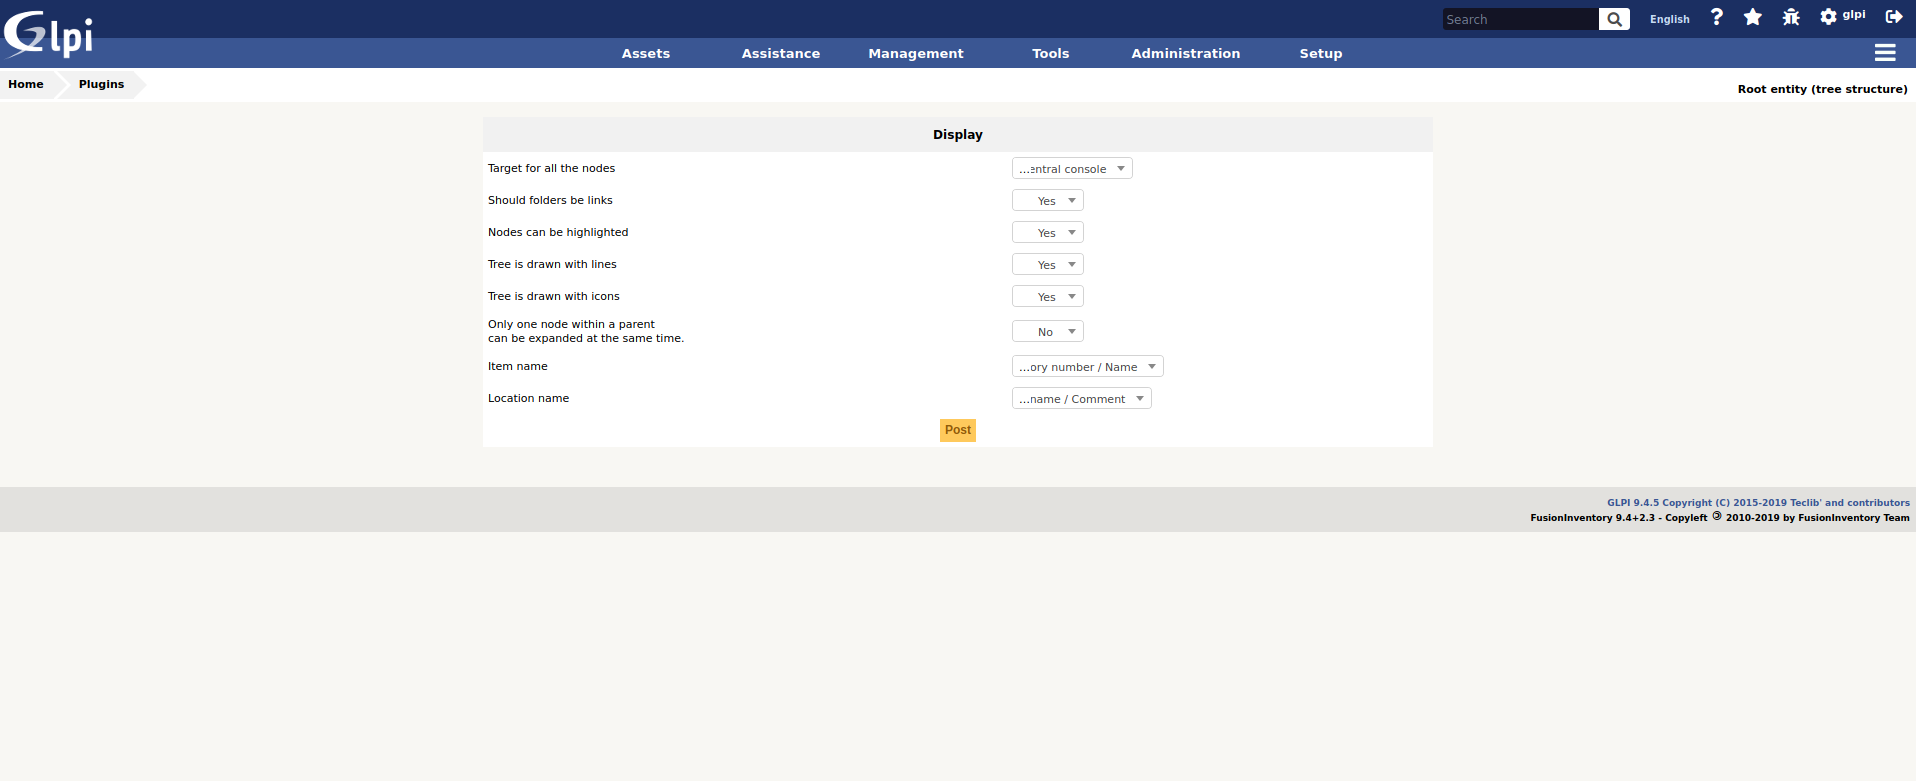 Glpi
Search
English
glpi
Assets
Assistance
Management
Tools
Administration
Setup
Home
Plugins
Root entity (tree structure)
Display
Target for all the nodes
...entral console
Should folders be links
Yes
Nodes can be highlighted
Yes
Tree is drawn with lines
Yes
Tree is drawn with icons
Yes
Only one node within a parent
can be expanded at the same time.
No
Item name
...ory number / Name
Location name
...name / Comment
Post
GLPI 9.4.5 Copyright (C) 2015-2019 Teclib' and contributors
FusionInventory 9.4+2.3 - Copyleft 🄯 2010-2019 by FusionInventory Team